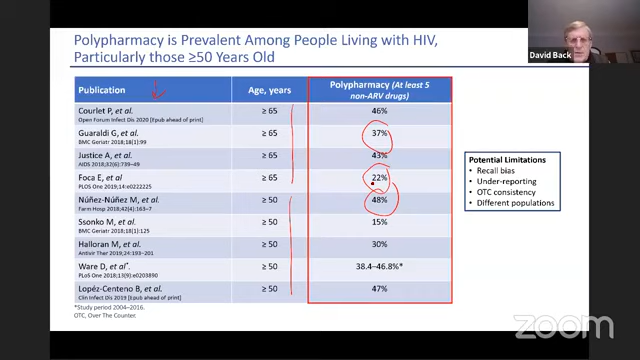 Polypharmacy is Prevalent Among People Living with HIV,
Particularly those ≥50 Years Old
David Back
Publication Age, years Polypharmacy (At least 5
non-ARV drugs)
Courlet P, et al. ≥ 65 46%
Open Forum Infect Dis 2020 [Epub ahead of print]
Guaraldi G, et al ≥ 65 37%
BMC Geriatr 2018;18(1):99
Justice A, et al. ≥ 65 43%
AIDS 2018;32(6):739–49
Foca E, et al ≥ 65 22%
PLOS One 2019;14:e0222225
Núñez-Núñez M, et al. ≥ 50 48%
Farm Hosp 2018;42(4):163–7
Ssonko M, et al. ≥ 50 15%
BMC Geriatr 2018;18(1):125
Halloran M, et al. ≥ 50 30%
Antivir Ther 2019;24:193–201
Ware D, et al*. ≥ 50 38.4–46.8%*
PLoS One 2018;13(9):e0203890
Lopéz-Centeno B, et al. ≥ 50 47%
Clin Infect Dis 2019 [Epub ahead of print]
*Study period 2004–2016.
OTC, Over The Counter.
Potential Limitations
• Recall bias
• Under-reporting
• OTC consistency
• Different populations
zoom